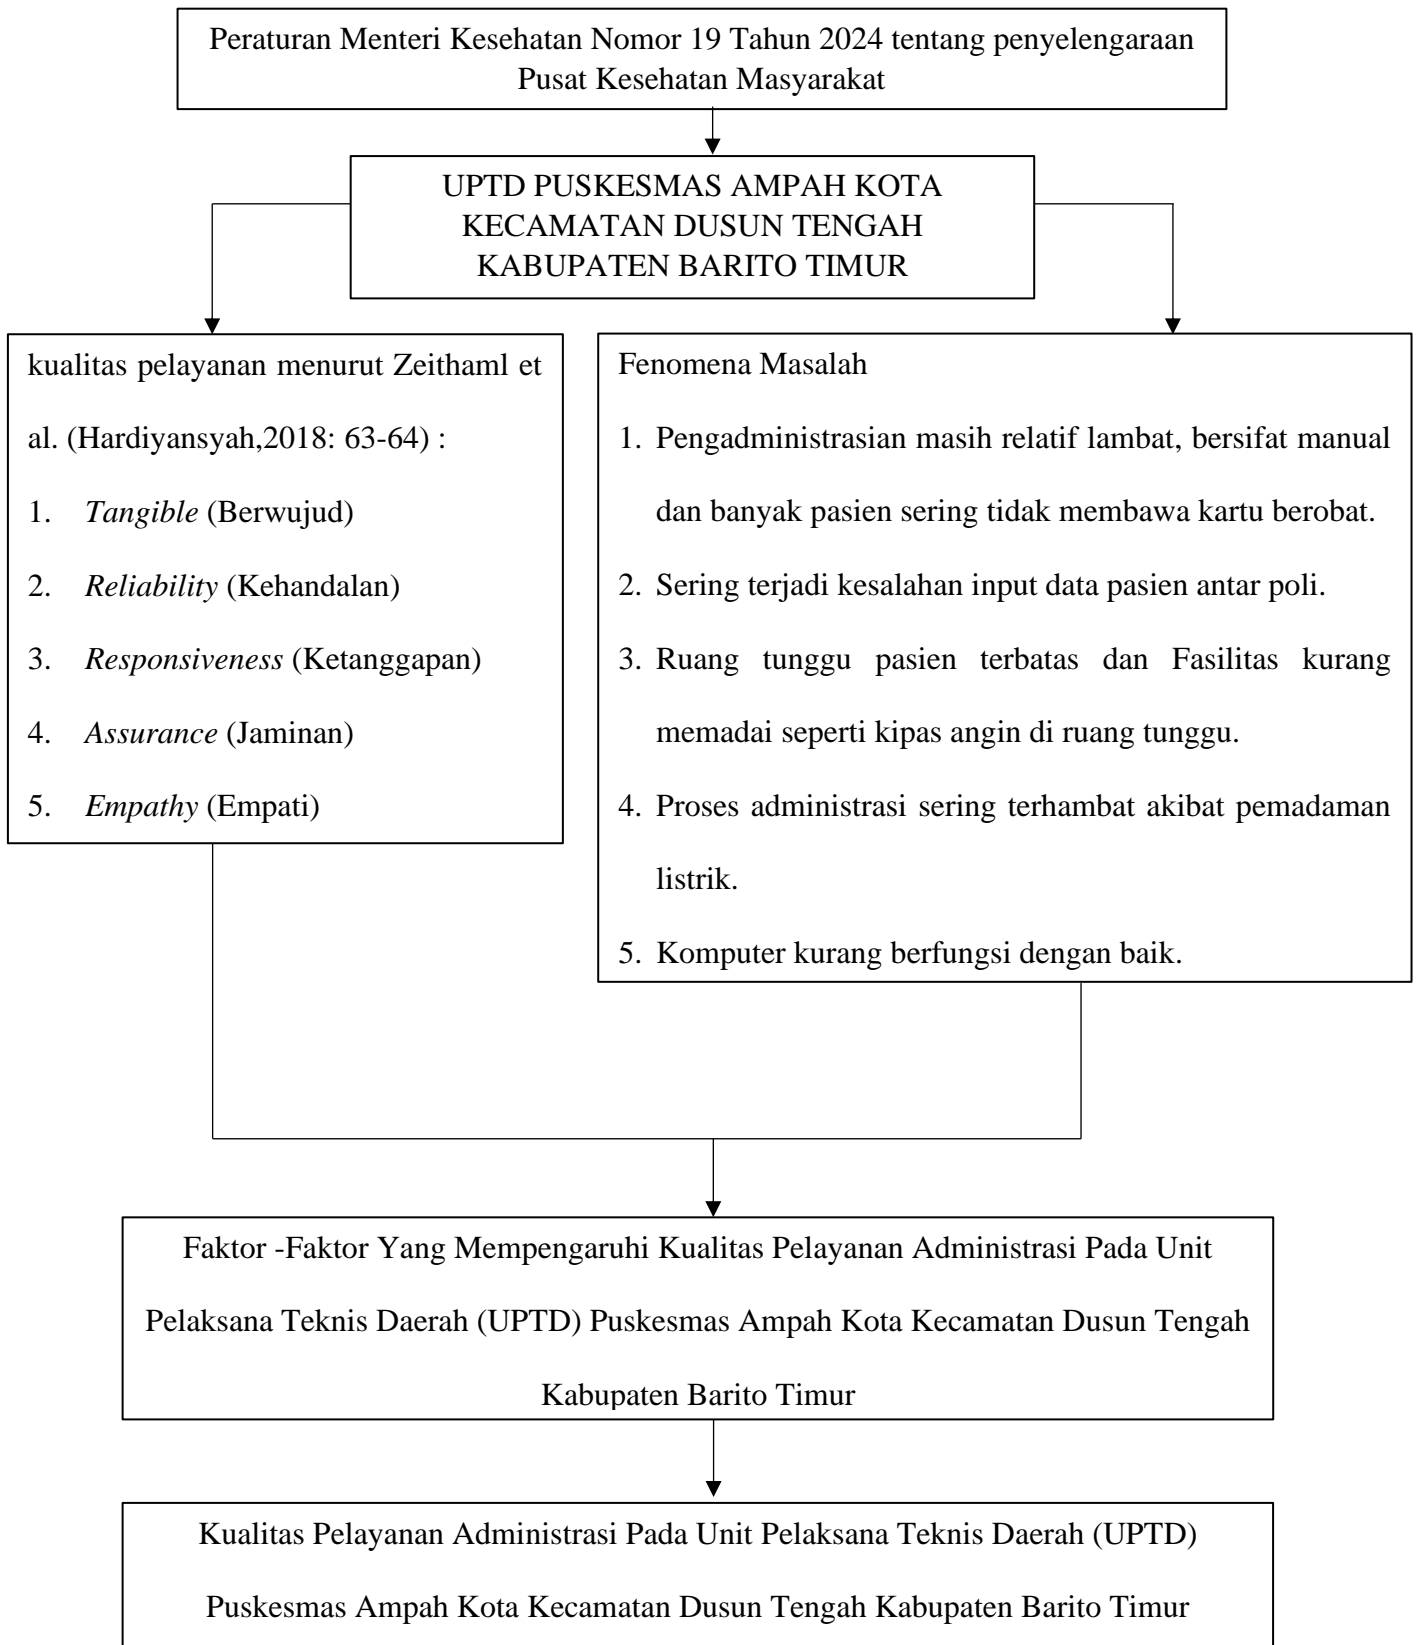 Peraturan Menteri Kesehatan Nomor 19 Tahun 2024 tentang penyelengaraan
Pusat Kesehatan Masyarakat
UPTD PUSKESMAS AMPAH KOTA
KECAMATAN DUSUN TENGAH
KABUPATEN BARITO TIMUR
kualitas pelayanan menurut Zeithaml et
al. (Hardiyansyah,2018: 63-64) :
1. Tangible (Berwujud)
2. Reliability (Kehandalan)
3. Responsiveness (Ketanggapan)
4. Assurance (Jaminan)
5. Empathy (Empati)
Fenomena Masalah
1. Pengadministrasian masih relatif lambat, bersifat manual
dan banyak pasien sering tidak membawa kartu berobat.
2. Sering terjadi kesalahan input data pasien antar poli.
3. Ruang tunggu pasien terbatas dan Fasilitas kurang
memadai seperti kipas angin di ruang tunggu.
4. Proses administrasi sering terhambat akibat pemadaman
listrik.
5. Komputer kurang berfungsi dengan baik.
Faktor -Faktor Yang Mempengaruhi Kualitas Pelayanan Administrasi Pada Unit
Pelaksana Teknis Daerah (UPTD) Puskesmas Ampah Kota Kecamatan Dusun Tengah
Kabupaten Barito Timur
Kualitas Pelayanan Administrasi Pada Unit Pelaksana Teknis Daerah (UPTD)
Puskesmas Ampah Kota Kecamatan Dusun Tengah Kabupaten Barito Timur